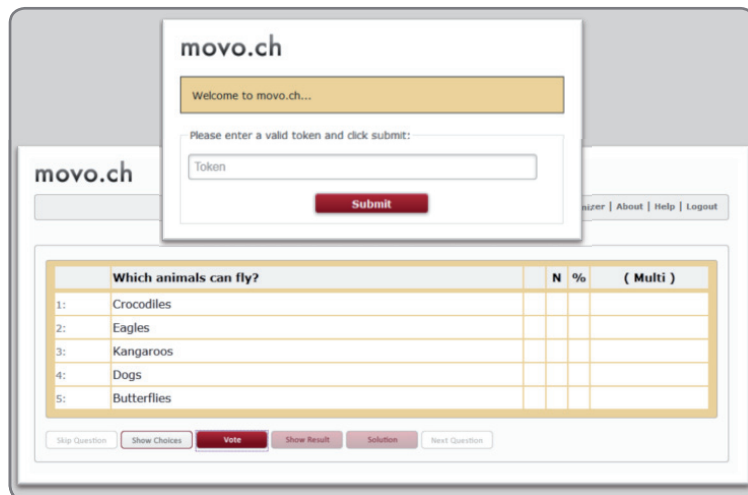 movo.ch
Welcome to movo.ch...
Please enter a valid token and click submit:
Token
Submit
movo.ch
nizer | About | Help | Logout
Which animals can fly? N % ( Multi )
1: Crocodiles
2: Eagles
3: Kangaroos
4: Dogs
5: Butterflies
Skip Question Show Choices Vote Show Result Solution Next Question